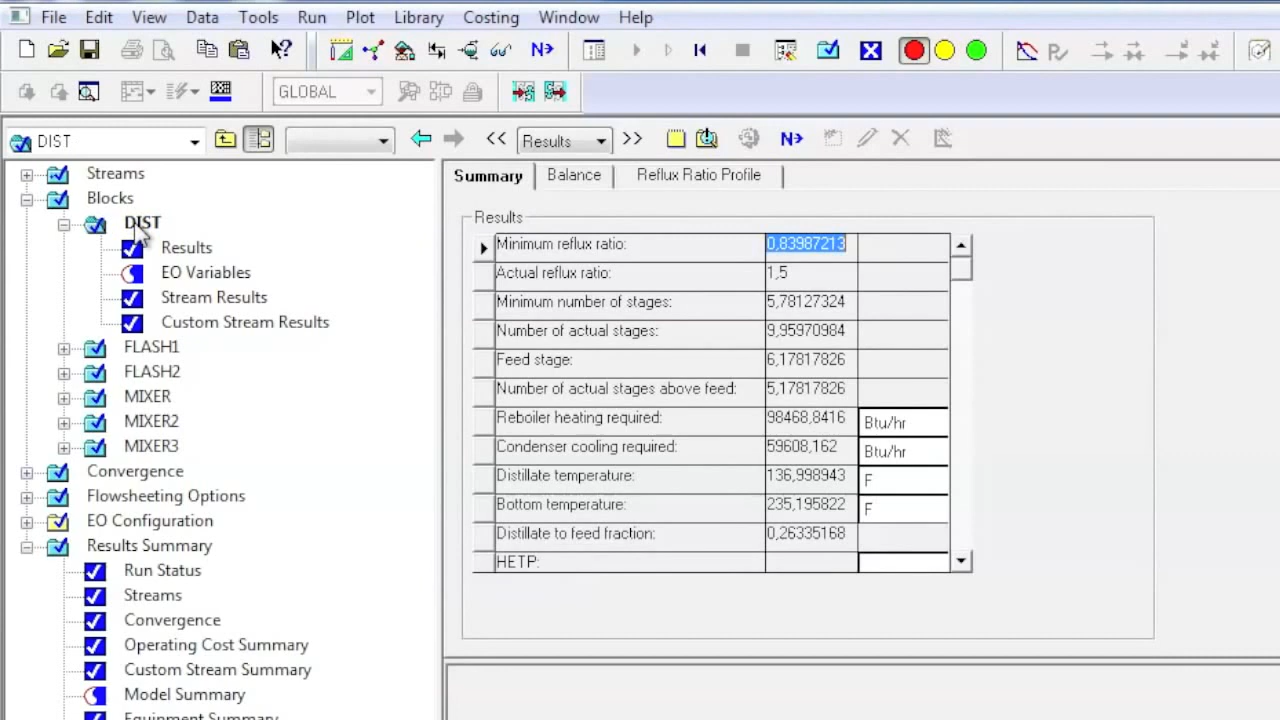 File Edit View Data Tools Run Plot Library Costing Window Help
N>
GLOBAL
DIST << Results >> N>
Streams
Blocks
DIST
Results
EO Variables
Stream Results
Custom Stream Results
FLASH1
FLASH2
MIXER
MIXER2
MIXER3
Convergence
Flowsheeting Options
EO Configuration
Results Summary
Run Status
Streams
Convergence
Operating Cost Summary
Custom Stream Summary
Model Summary
Equipment Summary
Summary Balance Reflux Ratio Profile
Results
Minimum reflux ratio: 0,83987213
Actual reflux ratio: 1,5
Minimum number of stages: 5,78127324
Number of actual stages: 9,95970984
Feed stage: 6,17817826
Number of actual stages above feed: 5,17817826
Reboiler heating required: 98468,8416 Btu/hr
Condenser cooling required: 59608,162 Btu/hr
Distillate temperature: 136,998943 F
Bottom temperature: 235,195822 F
Distillate to feed fraction: 0,26335168
HETP: